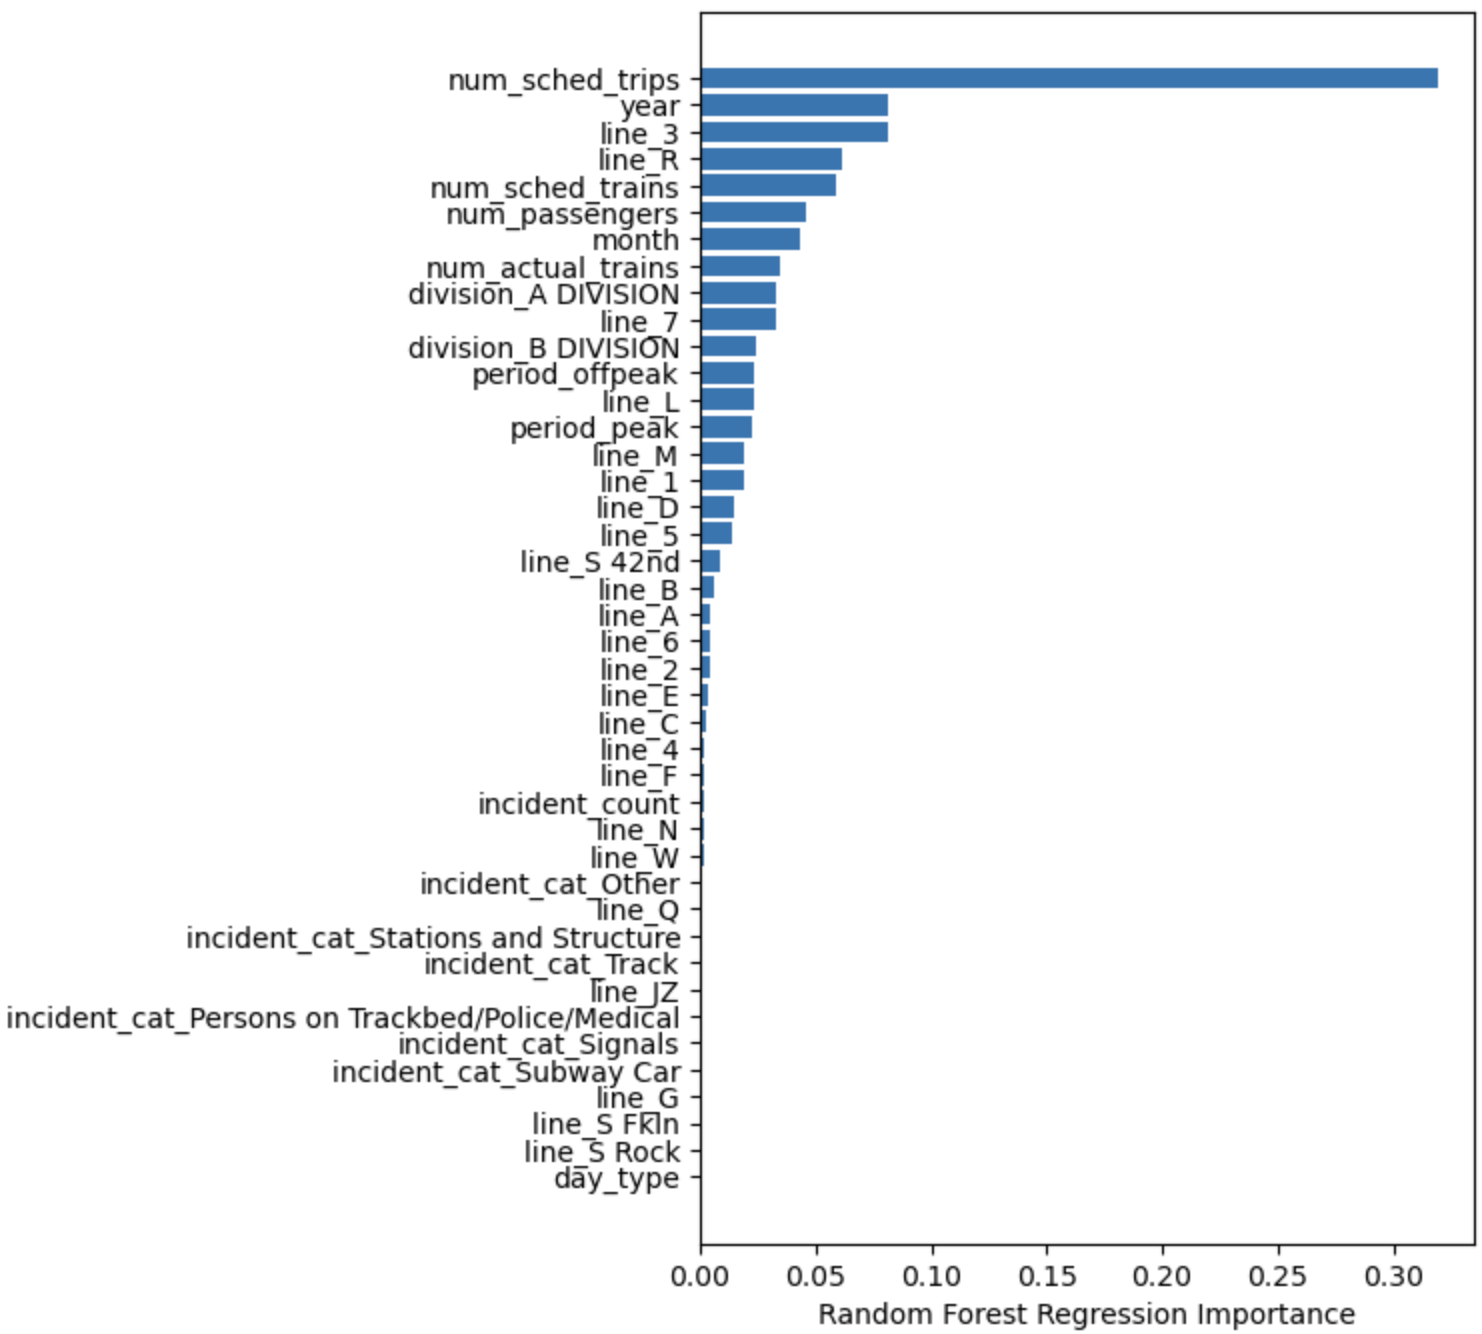 num_sched_trips
year
line_3
line_R
num_sched_trains
num_passengers
month
num_actual_trains
division_A DIVISION
line_7
division_B DIVISION
period_offpeak
line_L
period_peak
line_M
line_1
line_D
line_5
line_S 42nd
line_B
line_A
line_6
line_2
line_E
line_C
line_4
line_F
incident_count
line_N
line_W
incident_cat_Other
line_Q
incident_cat_Stations and Structure
incident_cat_Track
line_JZ
incident_cat_Persons on Trackbed/Police/Medical
incident_cat_Signals
incident_cat_Subway Car
line_G
line_S Fkln
line_S Rock
day_type
0.00 0.05 0.10 0.15 0.20 0.25 0.30
Random Forest Regression Importance